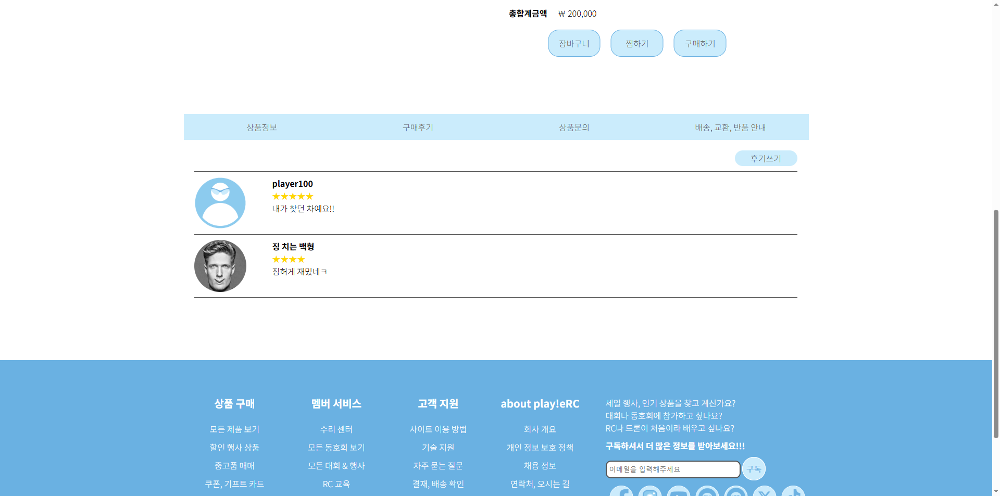 총합계금액 ₩ 200,000
장바구니 찜하기 구매하기
상품정보 구매후기 상품문의 배송, 교환, 반품 안내
후기쓰기
player100
★★★★★
내가 찾던 차예요!!
징 치는 백형
★★★★
징허게 재밌네ㅋ
상품 구매
모든 제품 보기
할인 행사 상품
중고품 매매
쿠폰, 기프트 카드
멤버 서비스
수리 센터
모든 동호회 보기
모든 대회 & 행사
RC 교육
고객 지원
사이트 이용 방법
기술 지원
자주 묻는 질문
결재, 배송 확인
about play!eRC
회사 개요
개인 정보 보호 정책
채용 정보
연락처, 오시는 길
세일 행사, 인기 상품을 찾고 계신가요?
대회나 동호회에 참가하고 싶나요?
RC나 드론이 처음이라 배우고 싶나요?
구독하셔서 더 많은 정보를 받아보세요!!!
이메일을 입력해주세요 구독